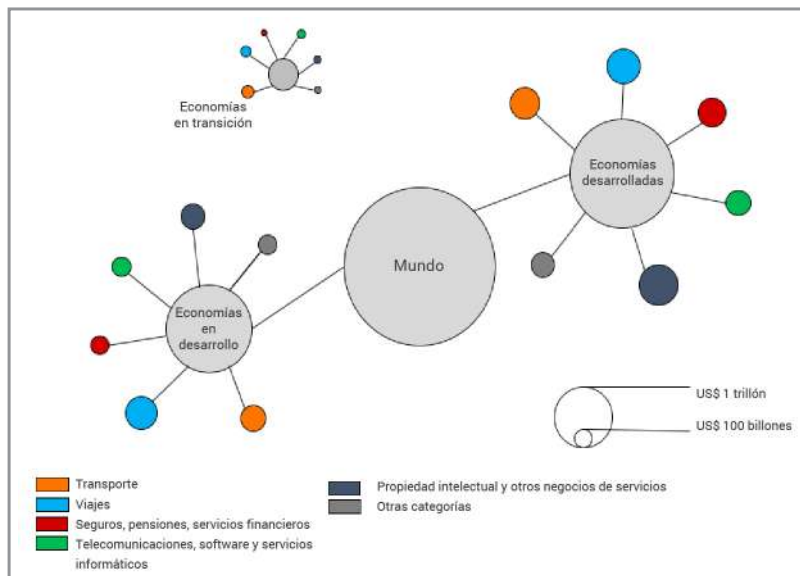 Economías
en transición
Economías
desarrolladas
Mundo
Economías
en
desarrollo
US$ 1 trillón
US$ 100 billones
Transporte
Viajes
Seguros, pensiones, servicios financieros
Telecomunicaciones, software y servicios
informáticos
Propiedad intelectual y otros negocios de servicios
Otras categorías